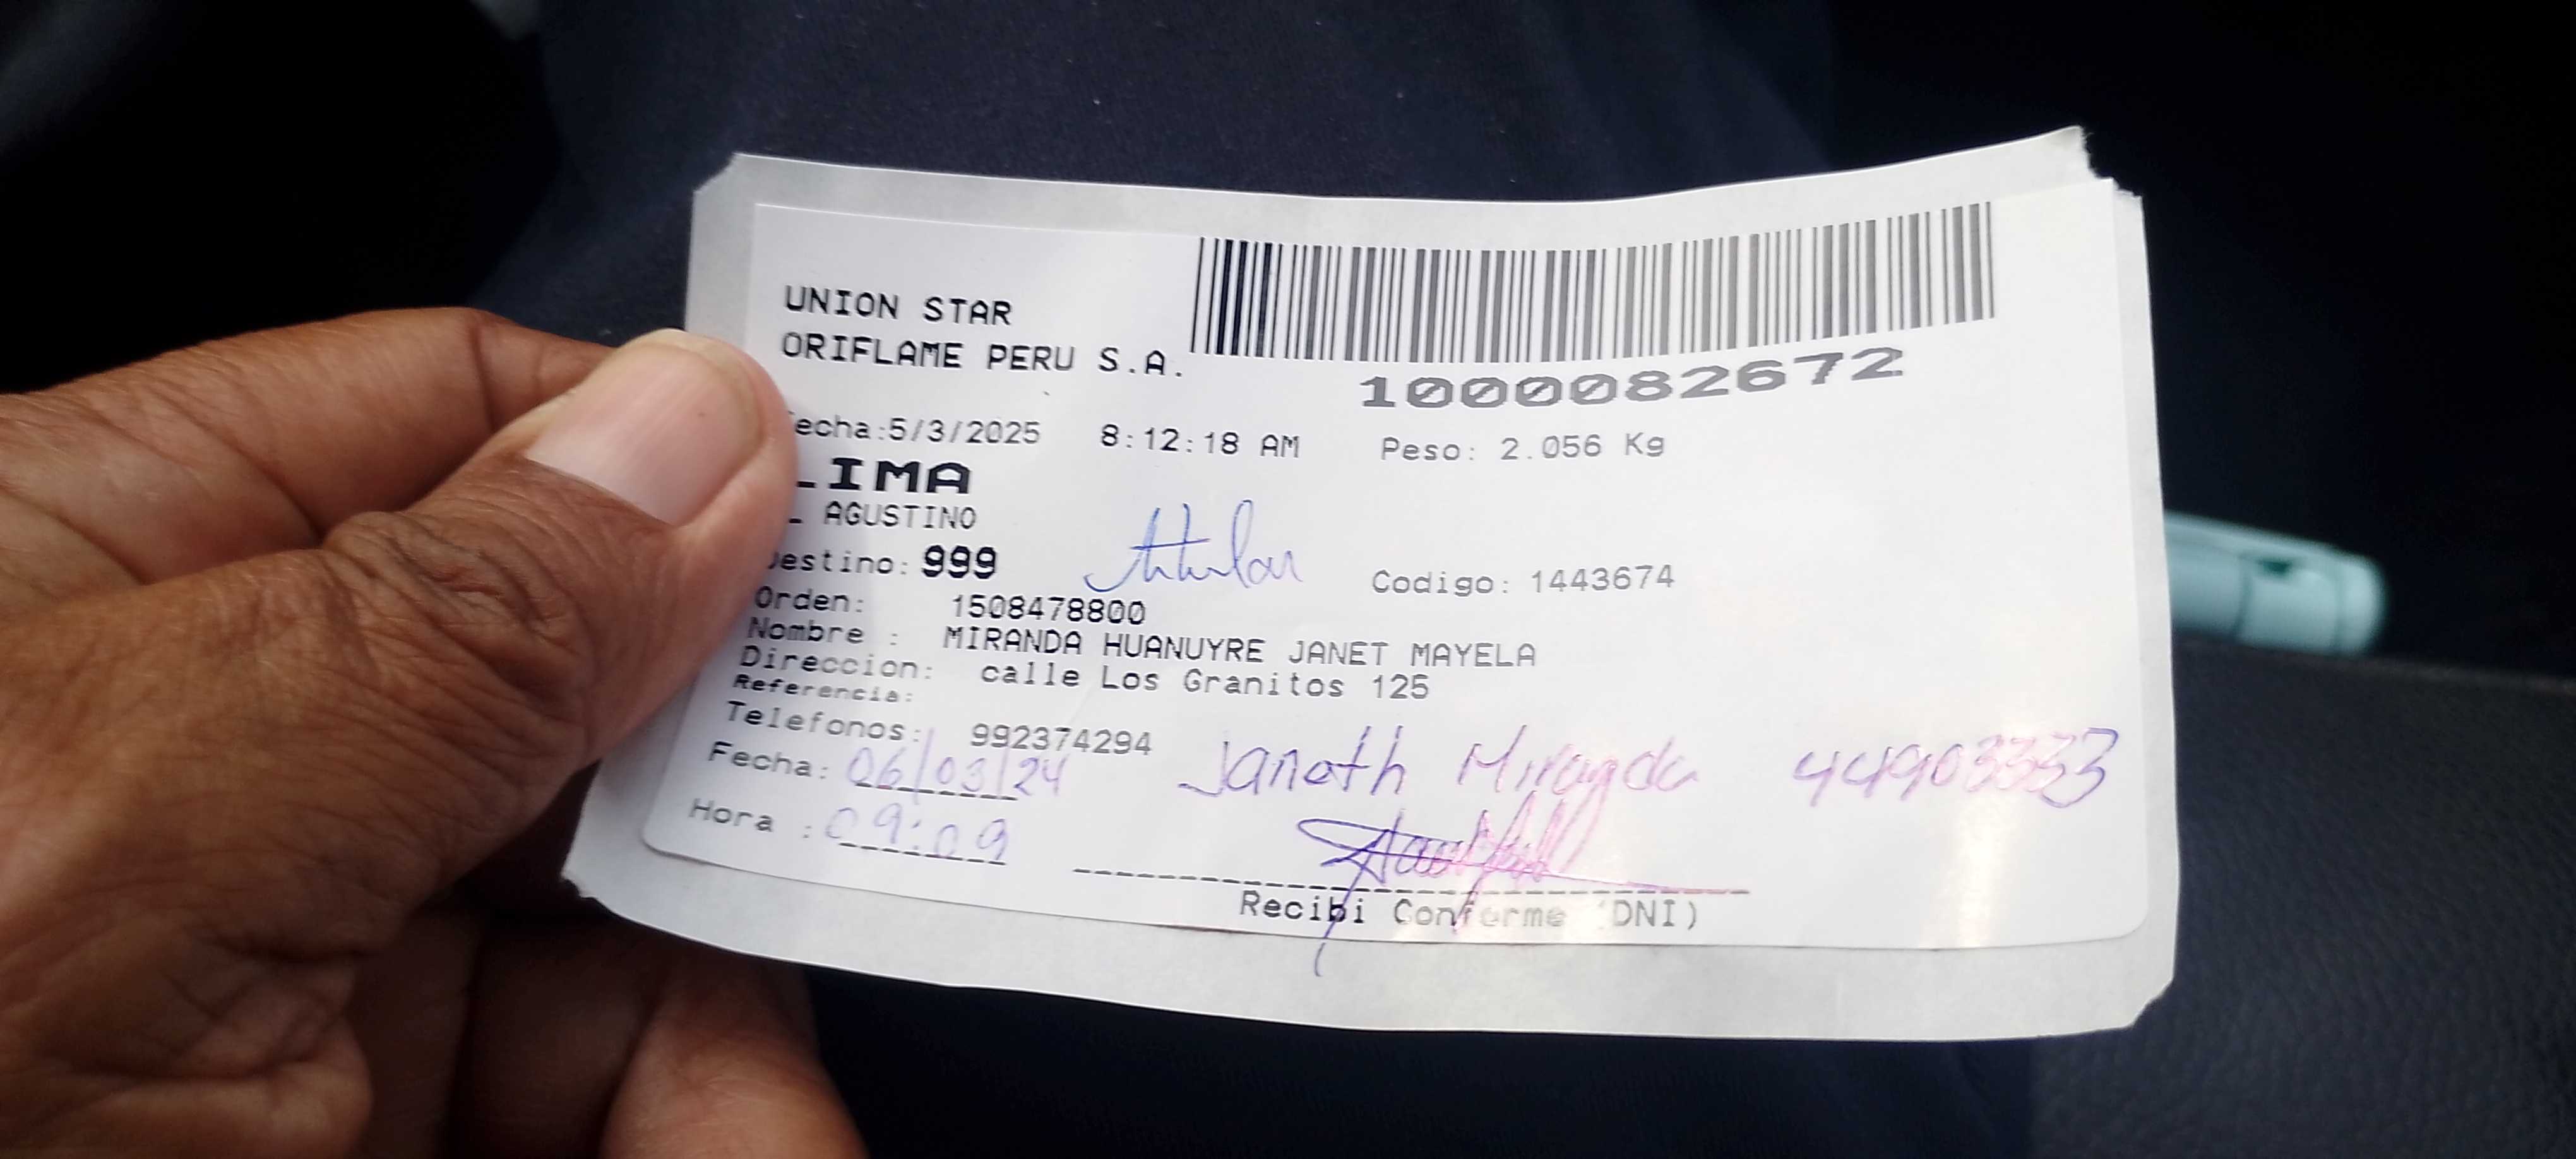 UNION STAR
ORIFLAME PERU S.A.
1000082672
echa:5/3/2025 8:12:18 AM Peso: 2.056 Kg
LIMA
AGUSTINO
titular
estino: 999 Codigo: 1443674
Orden: 1508478800
Nombre : MIRANDA HUANUYRE JANET MAYELA
Direccion: calle Los Granitos 125
Referencia:
Telefonos: 992374294
Fecha: 06/03/24 Janeth Miranda 44903333
Hora : 09:09
Recibi Conforme (DNI)